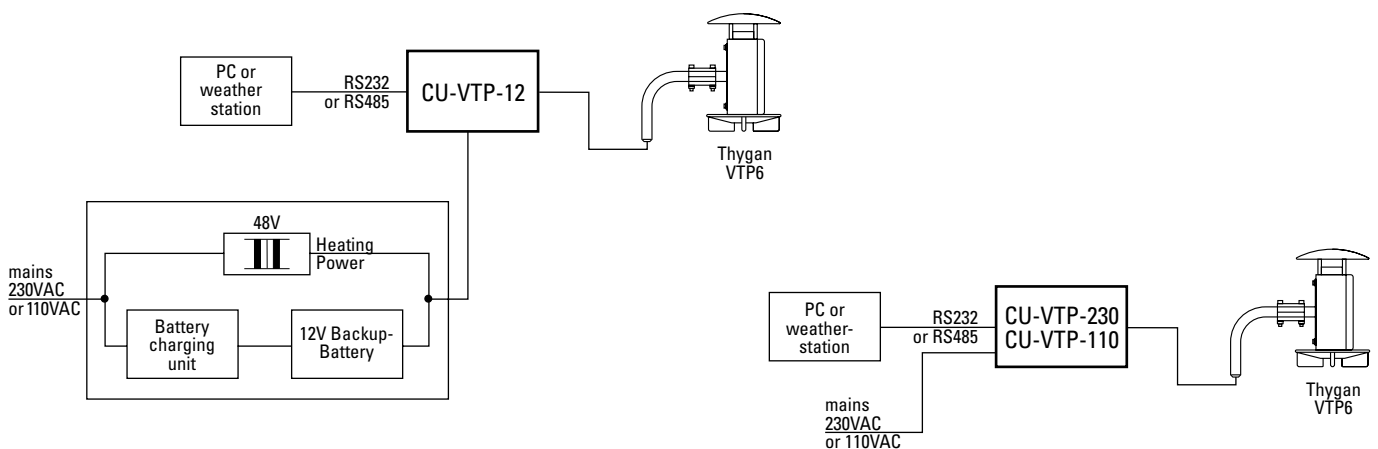 PC or
weather
station
RS232
or RS485
CU-VTP-12
Thygan
VTP6
48V
Heating
Power
mains
230VAC
or 110VAC
Battery
charging
unit
12V Backup-
Battery
PC or
weather-
station
RS232
or RS485
CU-VTP-230
CU-VTP-110
mains
230VAC
or 110VAC
Thygan
VTP6